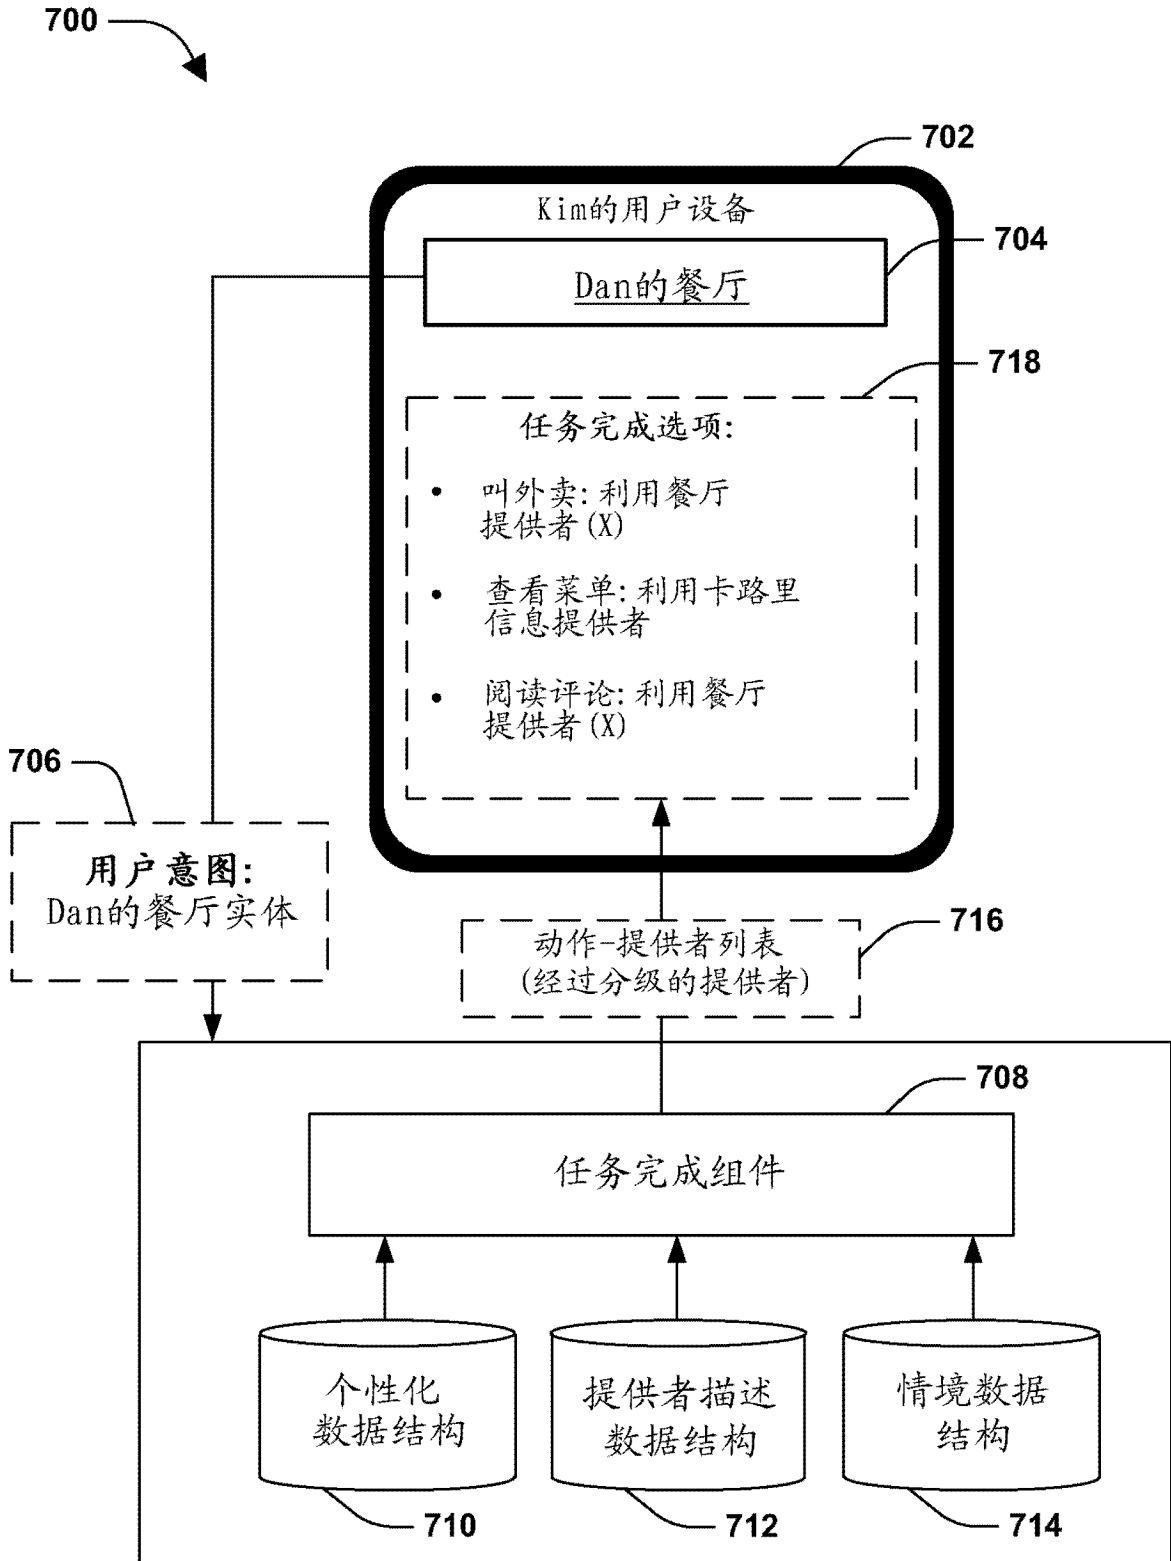 700
702
Kim的用户设备
704
Dan的餐厅
718
任务完成选项:
• 叫外卖:利用餐厅
提供者(X)
• 查看菜单:利用卡路里
信息提供者
• 阅读评论:利用餐厅
提供者(X)
706
用户意图:
Dan的餐厅实体
716
动作-提供者列表
(经过分级的提供者)
708
任务完成组件
个性化
数据结构
提供者描述
数据结构
情境数据
结构
710
712
714